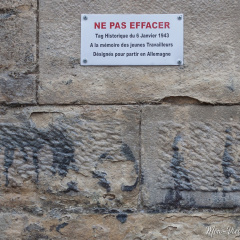 NE PAS EFFACER
Tag Historique du 6 Janvier 1943
A la mémoire des jeunes Travailleurs
Désignés pour partir en Allemagne